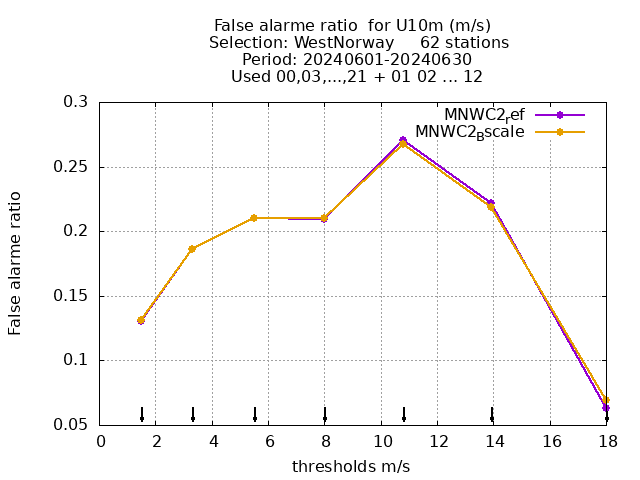 False alarme ratio  for U10m (m/s)
Selection: WestNorway     62 stations
Period: 20240601-20240630
Used 00,03,...,21 + 01 02 ... 12
MNWC2ref
MNWC2Bscale
False alarme ratio
0.3
0.25
0.2
0.15
0.1
0.05
0 2 4 6 8 10 12 14 16 18
thresholds m/s